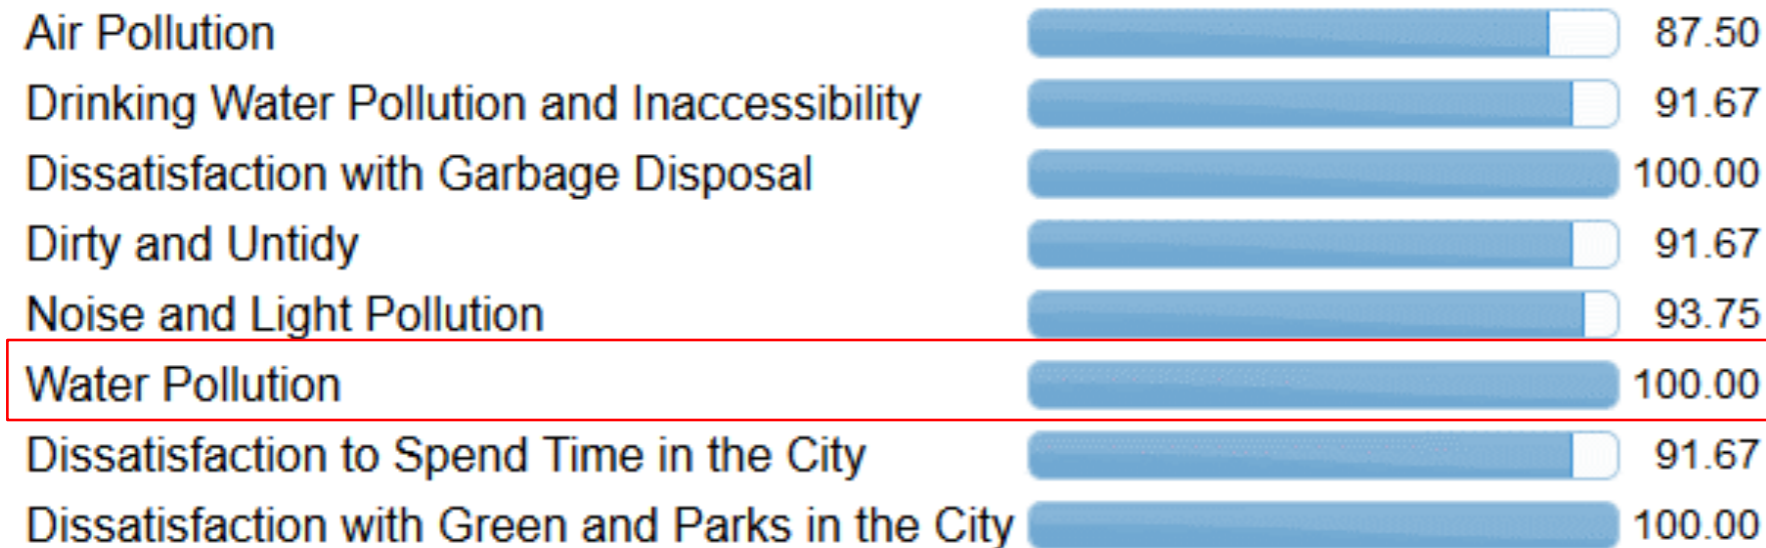 Air Pollution 87.50
Drinking Water Pollution and Inaccessibility 91.67
Dissatisfaction with Garbage Disposal 100.00
Dirty and Untidy 91.67
Noise and Light Pollution 93.75
Water Pollution 100.00
Dissatisfaction to Spend Time in the City 91.67
Dissatisfaction with Green and Parks in the City 100.00